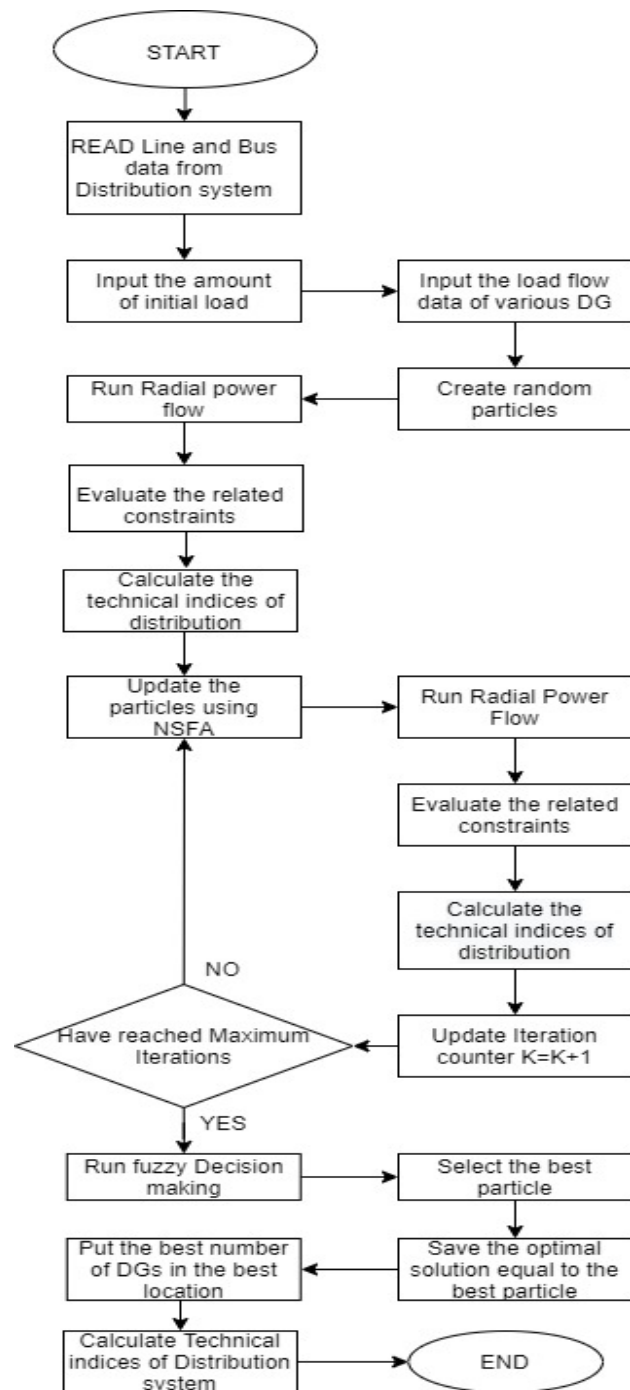 START
READ Line and Bus
data from
Distribution system
Input the amount
of initial load
Input the load flow
data of various DG
Create random
particles
Run Radial power
flow
Evaluate the related
constraints
Calculate the
technical indices of
distribution
Update the
particles using
NSFA
Run Radial Power
Flow
Evaluate the related
constraints
Calculate the
technical indices of
distribution
Update Iteration
counter K=K+1
Have reached Maximum
Iterations
NO
YES
Run fuzzy Decision
making
Select the best
particle
Save the optimal
solution equal to the
best particle
Put the best number
of DGs in the best
location
Calculate Technical
indices of Distribution
system
END